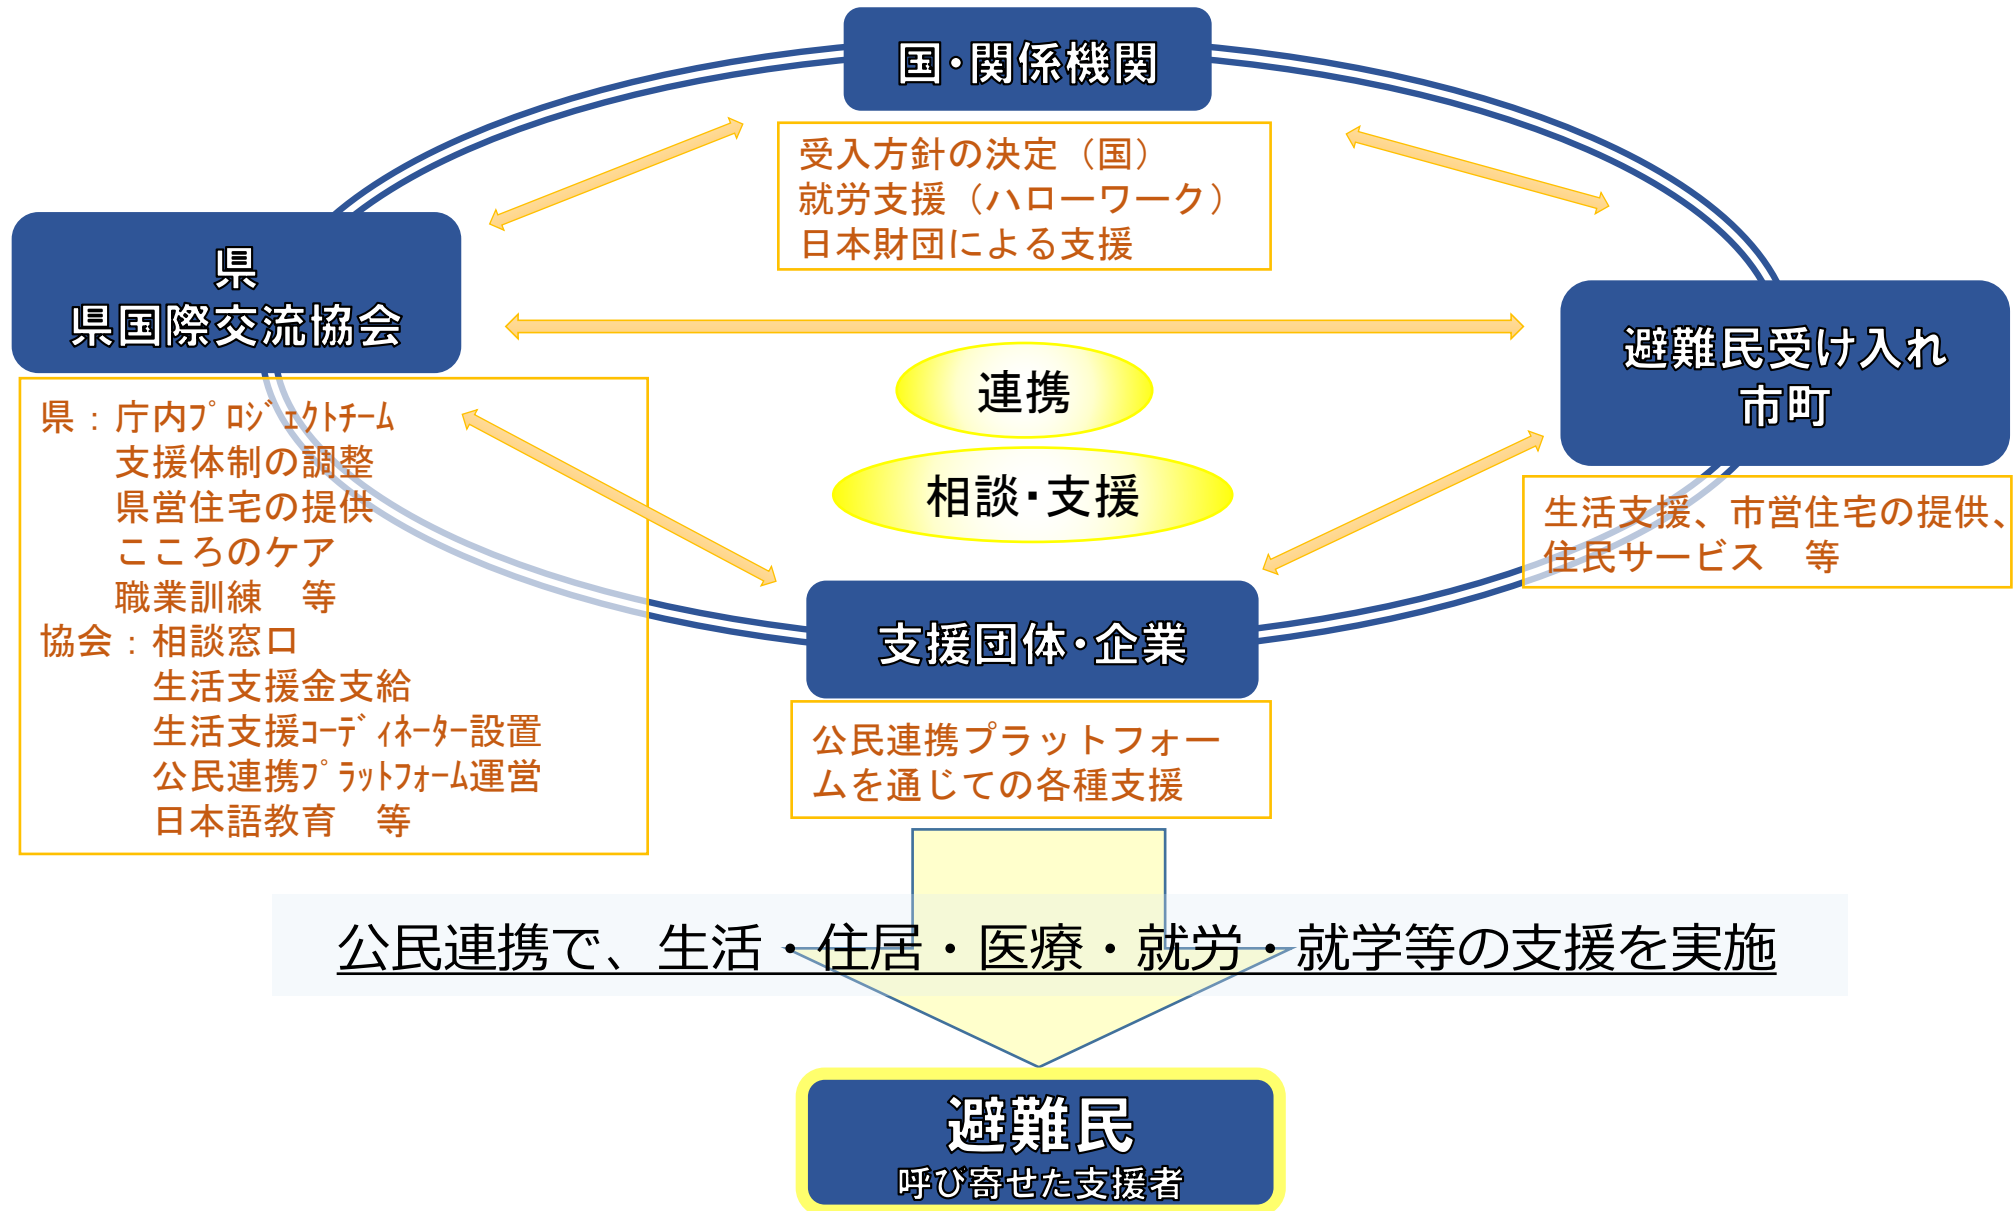 国・関係機関
受入方針の決定（国）
就労支援（ハローワーク）
日本財団による支援
県
県国際交流協会
県：庁内ﾌﾟﾛｼﾞｪｸﾄﾁｰﾑ
支援体制の調整
県営住宅の提供
こころのケア
職業訓練　等
協会：相談窓口
生活支援金支給
生活支援ｺｰﾃﾞｨﾈｰﾀｰ設置
公民連携ﾌﾟﾗｯﾄﾌｫｰﾑ運営
日本語教育　等
連携
相談・支援
避難民受け入れ
市町
生活支援、市営住宅の提供、
住民サービス　等
支援団体・企業
公民連携プラットフォー
ムを通じての各種支援
公民連携で、生活・住居・医療・就労・就学等の支援を実施
避難民
呼び寄せた支援者